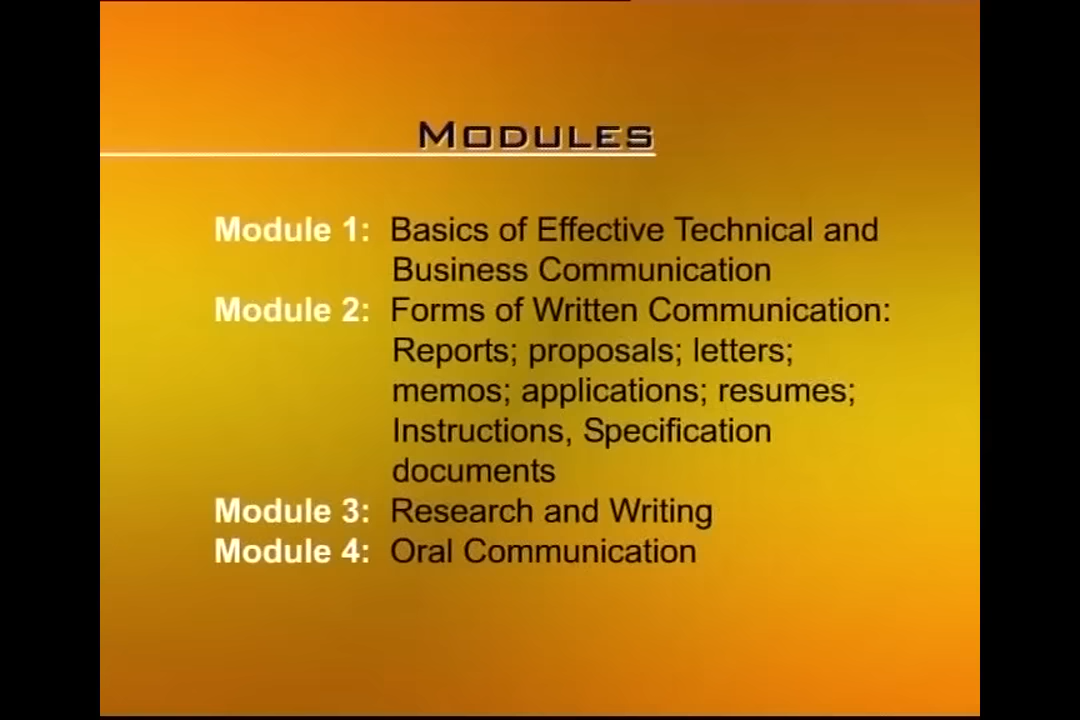 MODULES
Module 1: Basics of Effective Technical and
Business Communication
Module 2: Forms of Written Communication:
Reports; proposals; letters;
memos; applications; resumes;
Instructions, Specification
documents
Module 3: Research and Writing
Module 4: Oral Communication